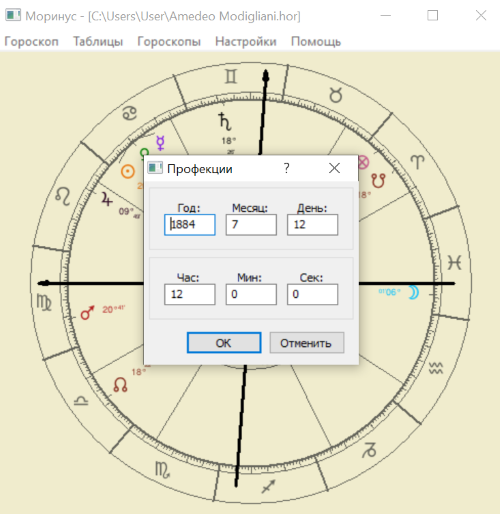 Моринус - [C:\Users\User\Amedeo Modigliani.hor]
Гороскоп Таблицы Гороскопы Настройки Помощь
18°
Профекции ?
Год: Месяц: День:
1884 7 12
09°
18°
Час: Мин: Сек:
12 0 0
06°
20°
OK Отменить
18°